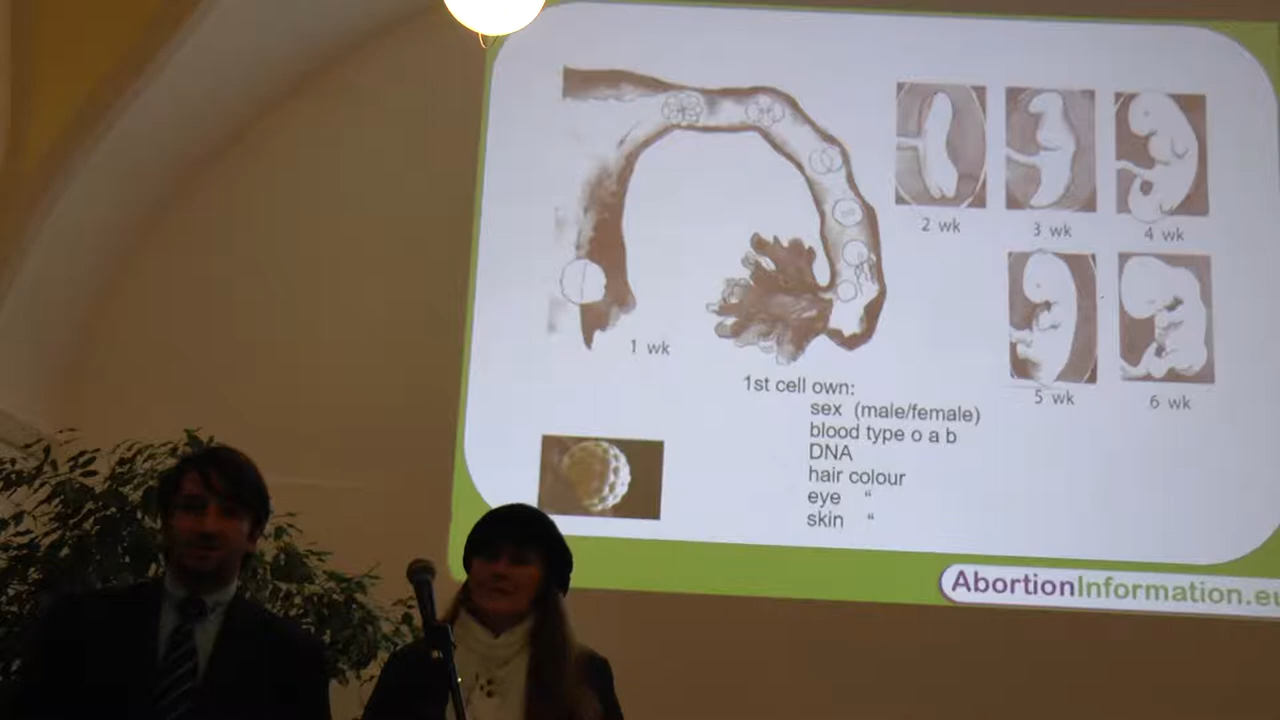 2 wk
3 wk
4 wk
5 wk
6 wk
1 wk
1st cell own:
sex (male/female)
blood type o a b
DNA
hair colour
eye "
skin "
AbortionInformation.eu